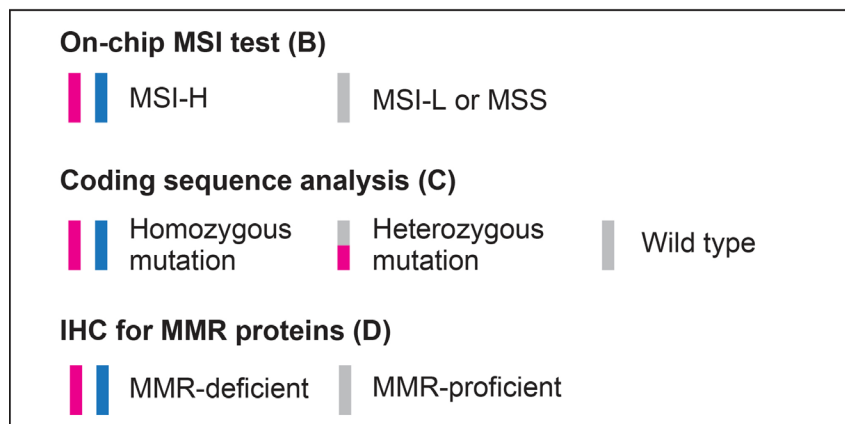 On-chip MSI test (B)
MSI-H MSI-L or MSS
Coding sequence analysis (C)
Homozygous mutation Heterozygous mutation Wild type
IHC for MMR proteins (D)
MMR-deficient MMR-proficient